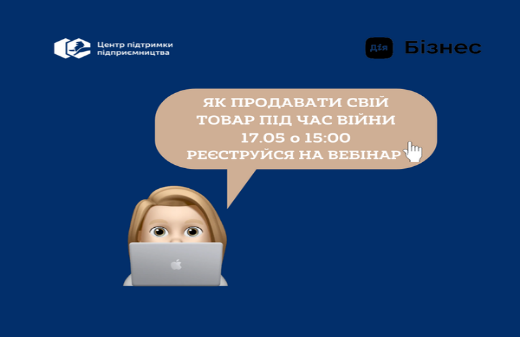 Центр підтримки
підприємництва
Дія Бізнес
ЯК ПРОДАВАТИ СВІЙ
ТОВАР ПІД ЧАС ВІЙНИ
17.05 о 15:00
РЕЄСТРУЙСЯ НА ВЕБІНАР